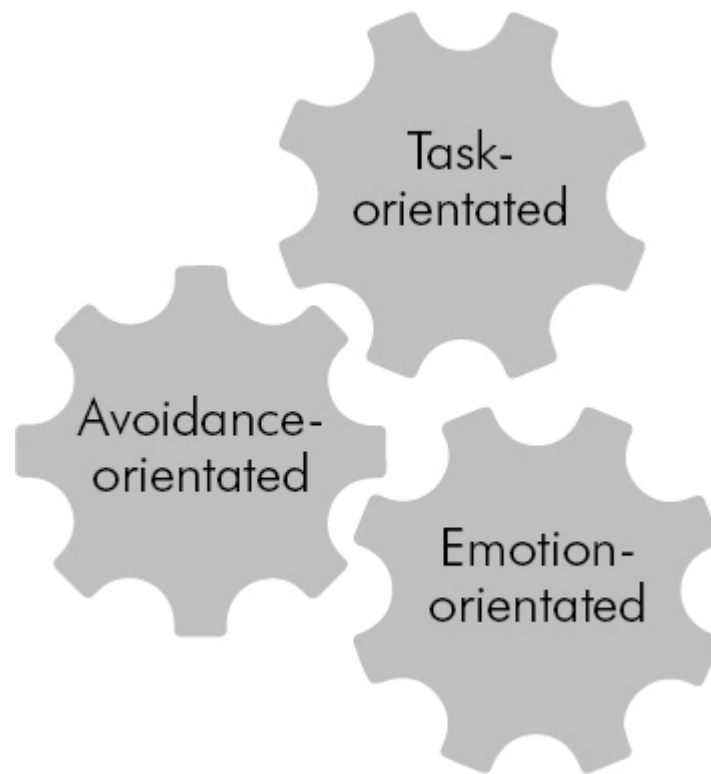 Task-
orientated
Avoidance-
orientated
Emotion-
orientated